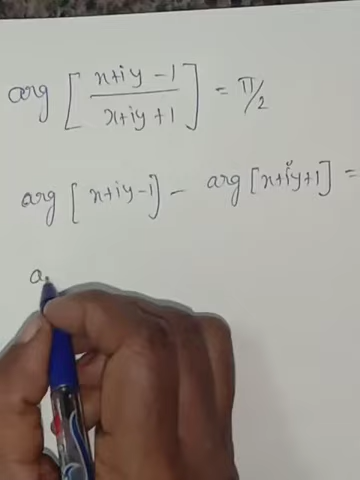 arg [ (x+iy -1)/(x+iy +1) ] = π/2
arg [ x+iy-1] - arg [x+iy+1] =
a